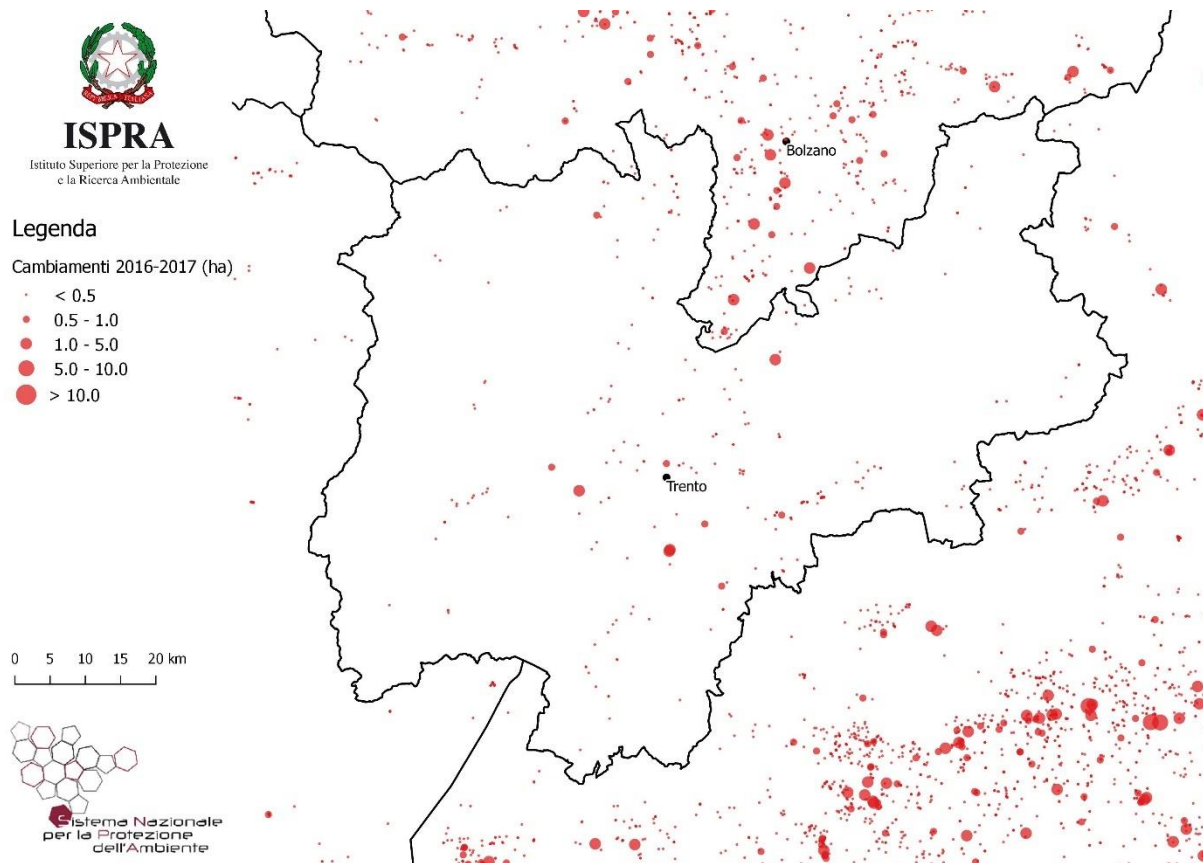 REPVBBLICA ITALIANA
ISPRA
Istituto Superiore per la Protezione
e la Ricerca Ambientale
Legenda
Cambiamenti 2016-2017 (ha)
< 0.5
0.5 - 1.0
1.0 - 5.0
5.0 - 10.0
> 10.0
Bolzano
Trento
0 5 10 15 20 km
Sistema Nazionale
per la Protezione
dell'Ambiente